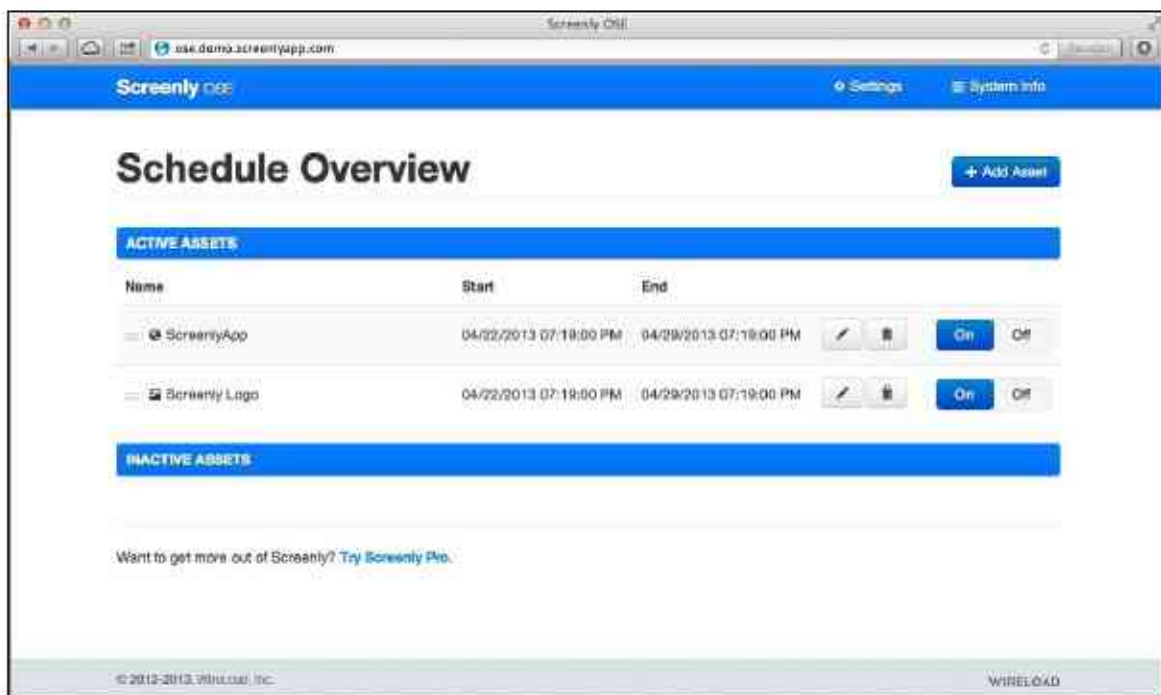 Screenly OSE
ose.demo.screenlyapp.com
Screenly OSE
Settings
System Info
Schedule Overview
+ Add Asset
ACTIVE ASSETS
Name Start End
ScreenlyApp 04/22/2013 07:19:00 PM 04/29/2013 07:19:00 PM On Off
Screenly Logo 04/22/2013 07:19:00 PM 04/29/2013 07:19:00 PM On Off
INACTIVE ASSETS
Want to get more out of Screenly? Try Screenly Pro.
© 2012-2013, WireLoad, Inc.
WIRELOAD